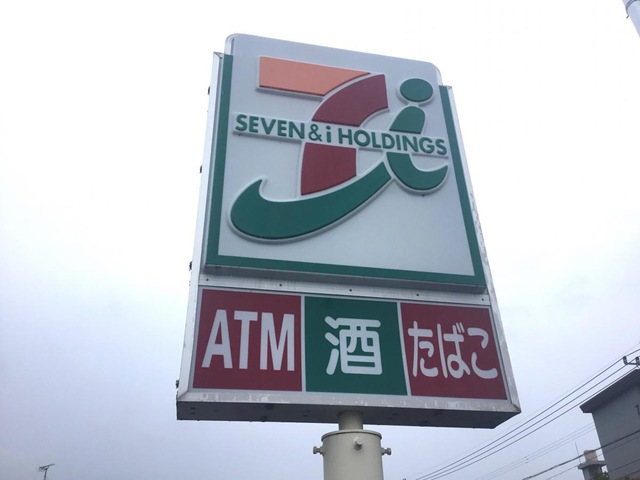 SEVEN & i HOLDINGS
ATM 酒 たばこ